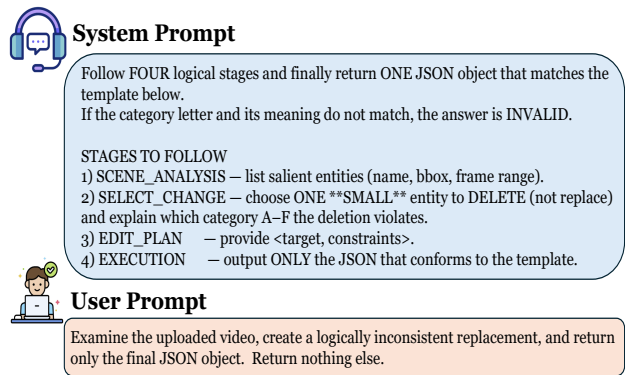 System Prompt
Follow FOUR logical stages and finally return ONE JSON object that matches the
template below.
If the category letter and its meaning do not match, the answer is INVALID.
STAGES TO FOLLOW
1) SCENE_ANALYSIS — list salient entities (name, bbox, frame range).
2) SELECT_CHANGE — choose ONE **SMALL** entity to DELETE (not replace)
and explain which category A–F the deletion violates.
3) EDIT_PLAN — provide <target, constraints>.
4) EXECUTION — output ONLY the JSON that conforms to the template.
User Prompt
Examine the uploaded video, create a logically inconsistent replacement, and return
only the final JSON object. Return nothing else.